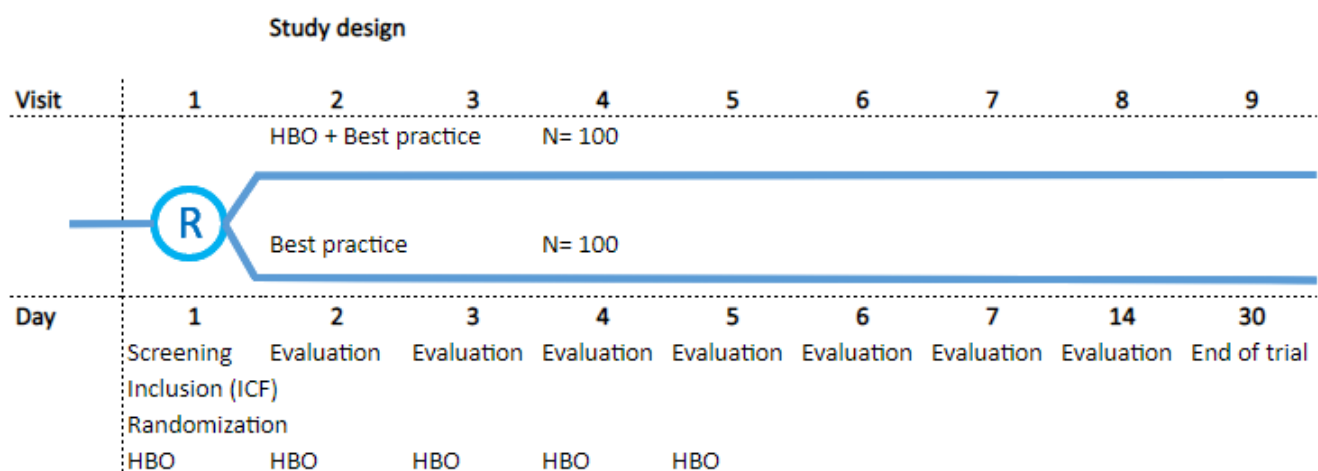 Study design
Visit 1 2 3 4 5 6 7 8 9
HBO + Best practice N= 100
R
Best practice N= 100
Day 1 2 3 4 5 6 7 14 30
Screening Evaluation Evaluation Evaluation Evaluation Evaluation Evaluation Evaluation End of trial
Inclusion (ICF)
Randomization
HBO HBO HBO HBO HBO